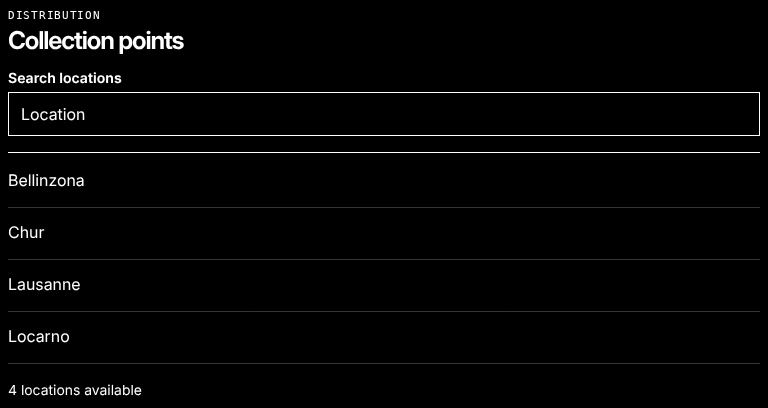 DISTRIBUTION
Collection points
Search locations
Location
Bellinzona
Chur
Lausanne
Locarno
4 locations available